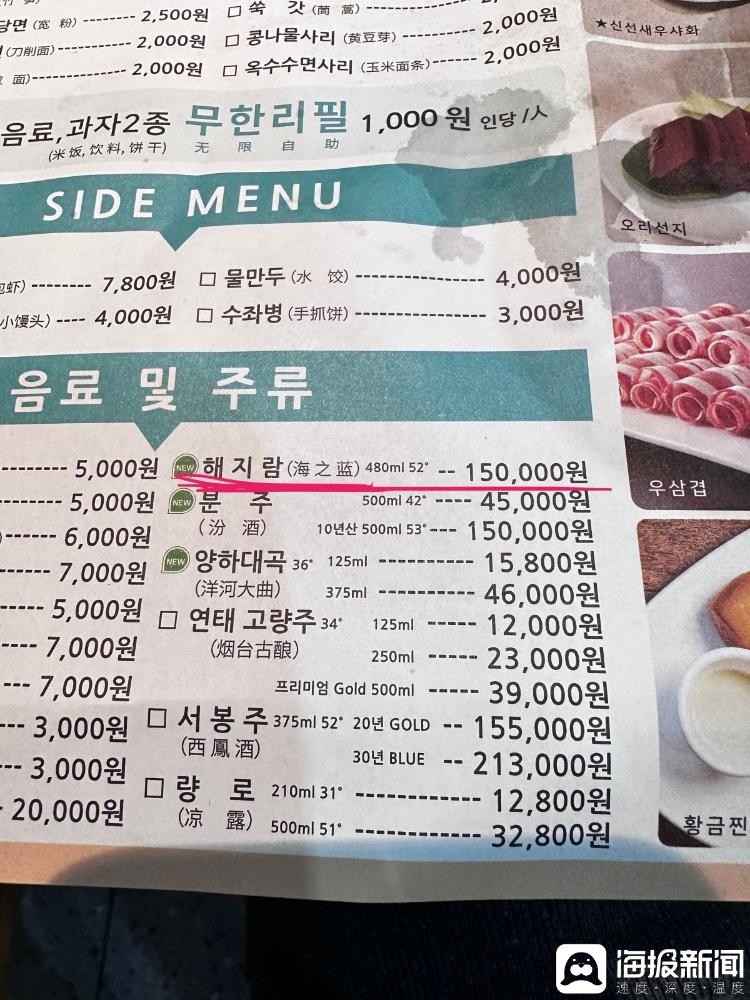 당면(宽 粉) -------- 2,500원 □ 쑥 갓(茼 蒿)
(刀削面) -------- 2,000원 □ 콩나물사리 (黄豆芽) -------- 2,000원
面) -------- 2,000원 □ 옥수수면사리 (玉米面条) ------ 2,000원
음료,과자2종 무한리필 1,000 원 인당 /人
(米饭,饮料,饼干) 无 限 自 助
SIDE MENU
包虾) -------- 7,800원 □ 물만두 (水 饺) ---------------- 4,000원
小馒头) ---- 4,000원 □ 수좌병 (手抓饼) ---------------- 3,000원
음료 및 주류
-------- 5,000원 NEW 해 지 람 (海 之 蓝) 480ml 52° -- 150,000원
------- 5,000원 NEW 분 주 500ml 42° ---- 45,000원
------ 6,000원 (汾 酒) 10년산 500ml 53° --- 150,000원
------ 7,000원 NEW 양하대곡 36° 125ml ---------- 15,800원
(洋河大曲) 375ml ---------- 46,000원
----- 5,000원 □ 연태 고량주 34° 125ml ------ 12,000원
---- 7,000원 (烟台古酿) 250ml ------ 23,000원
--- 7,000원 프리미엄 Gold 500ml ------ 39,000원
--- 3,000원 □ 서 봉 주 375ml 52° 20년 GOLD -- 155,000원
-- 3,000원 (西 鳳 酒) 30년 BLUE -- 213,000원
- 20,000원 □ 량 로 210ml 31° -------------- 12,800원
(凉 露) 500ml 51° -------------- 32,800원
★신선새우샤화
오리선지
우삼겹
황금찐
海报新闻
速度·深度·温度